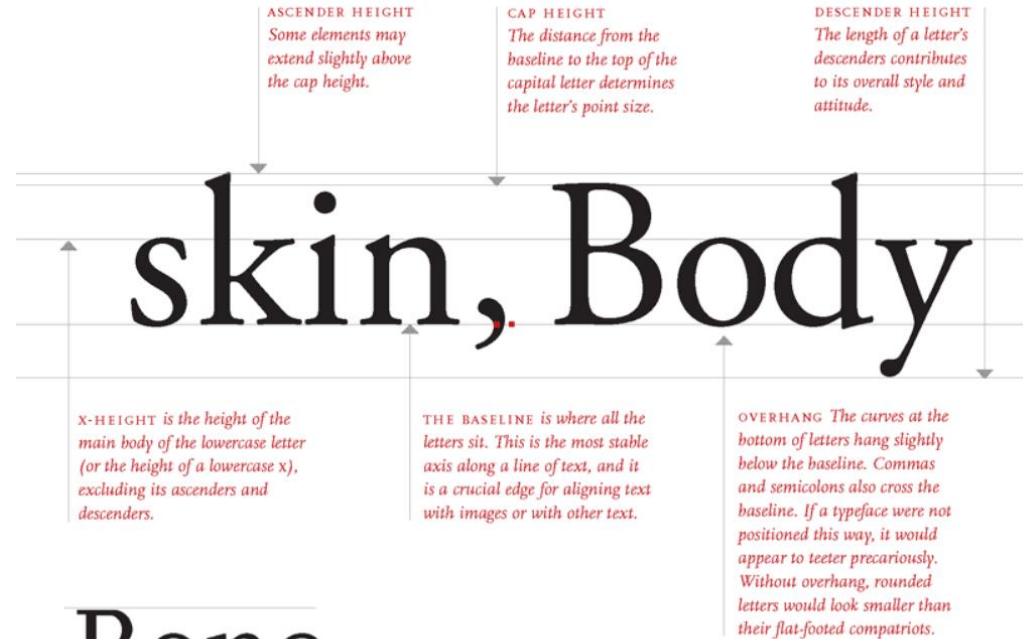 ASCENDER HEIGHT
Some elements may
extend slightly above
the cap height.
CAP HEIGHT
The distance from the
baseline to the top of the
capital letter determines
the letter's point size.
DESCENDER HEIGHT
The length of a letter's
descenders contributes
to its overall style and
attitude.
skin, Body
X-HEIGHT is the height of the
main body of the lowercase letter
(or the height of a lowercase x),
excluding its ascenders and
descenders.
THE BASELINE is where all the
letters sit. This is the most stable
axis along a line of text, and it
is a crucial edge for aligning text
with images or with other text.
OVERHANG The curves at the
bottom of letters hang slightly
below the baseline. Commas
and semicolons also cross the
baseline. If a typeface were not
positioned this way, it would
appear to teeter precariously.
Without overhang, rounded
letters would look smaller than
their flat-footed compatriots.